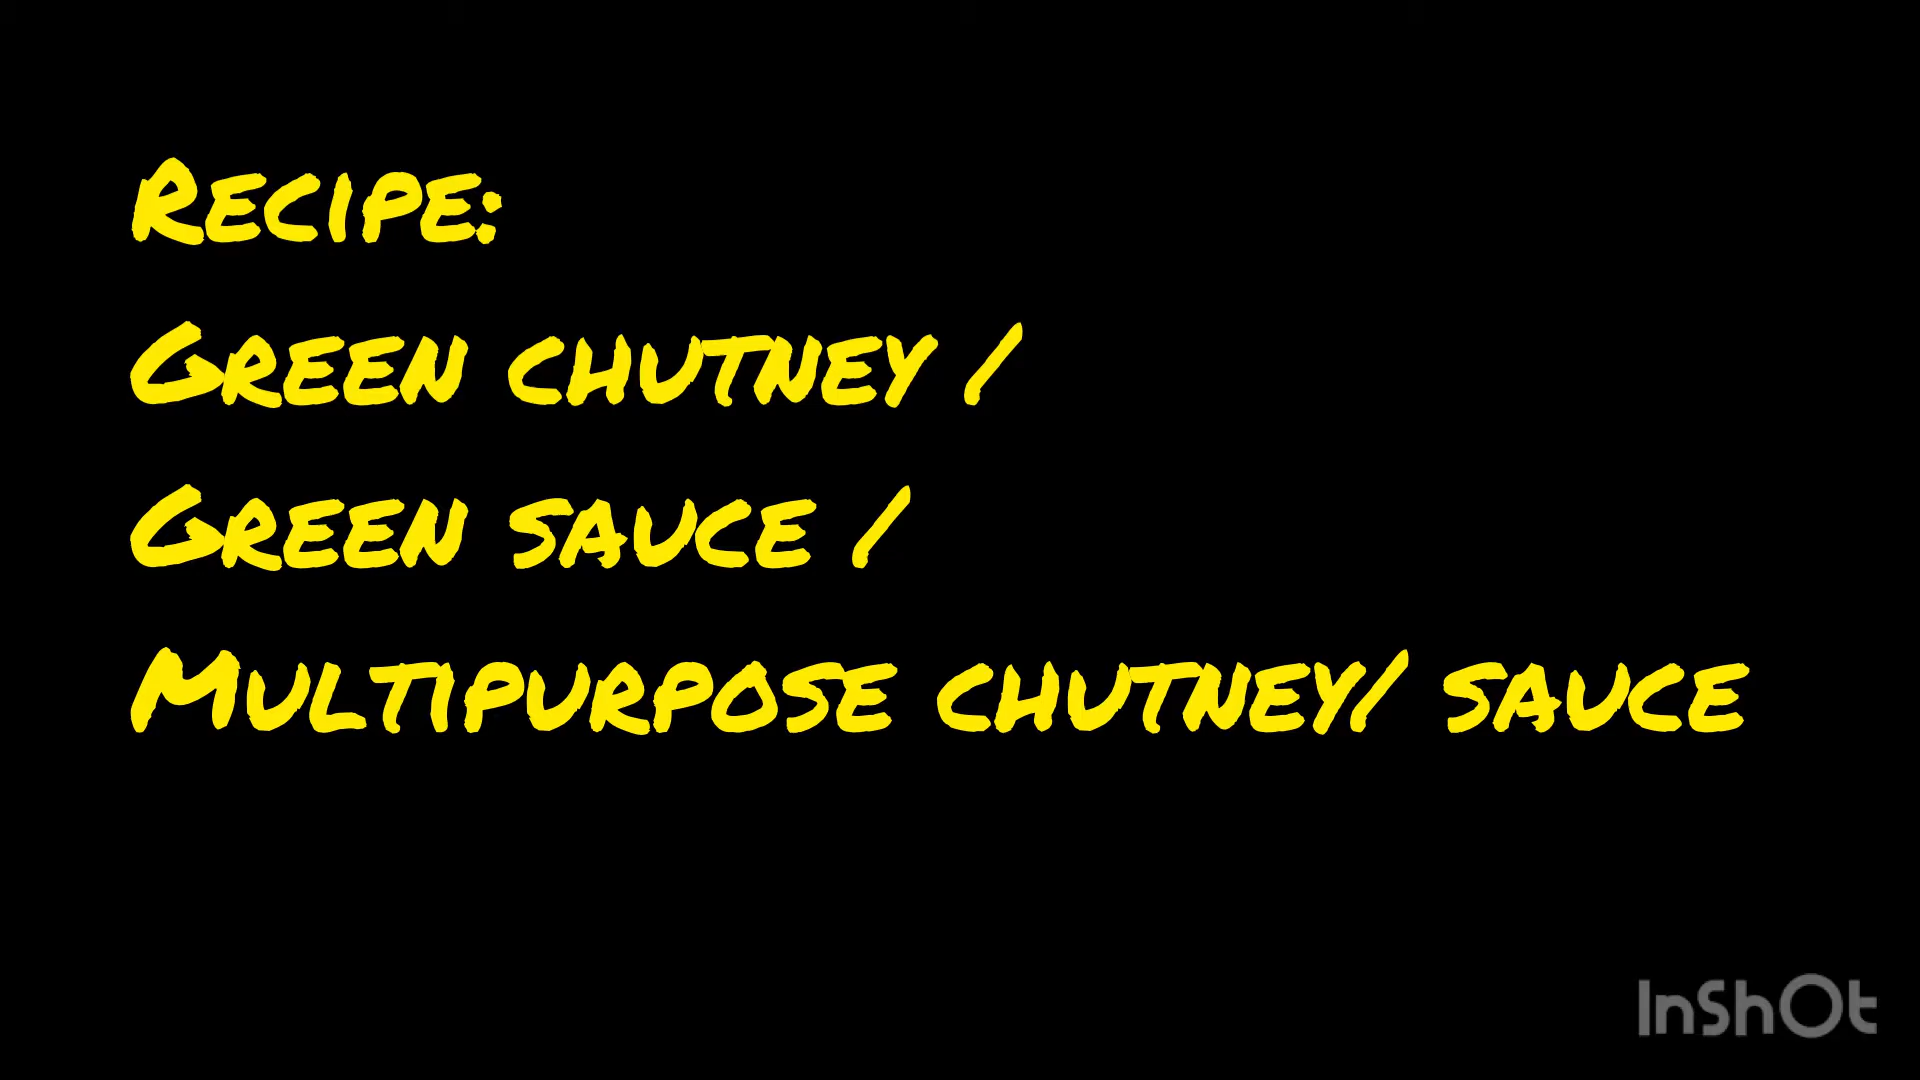 Recipe:
Green chutney /
Green sauce /
Multipurpose chutney/ sauce
InShOt